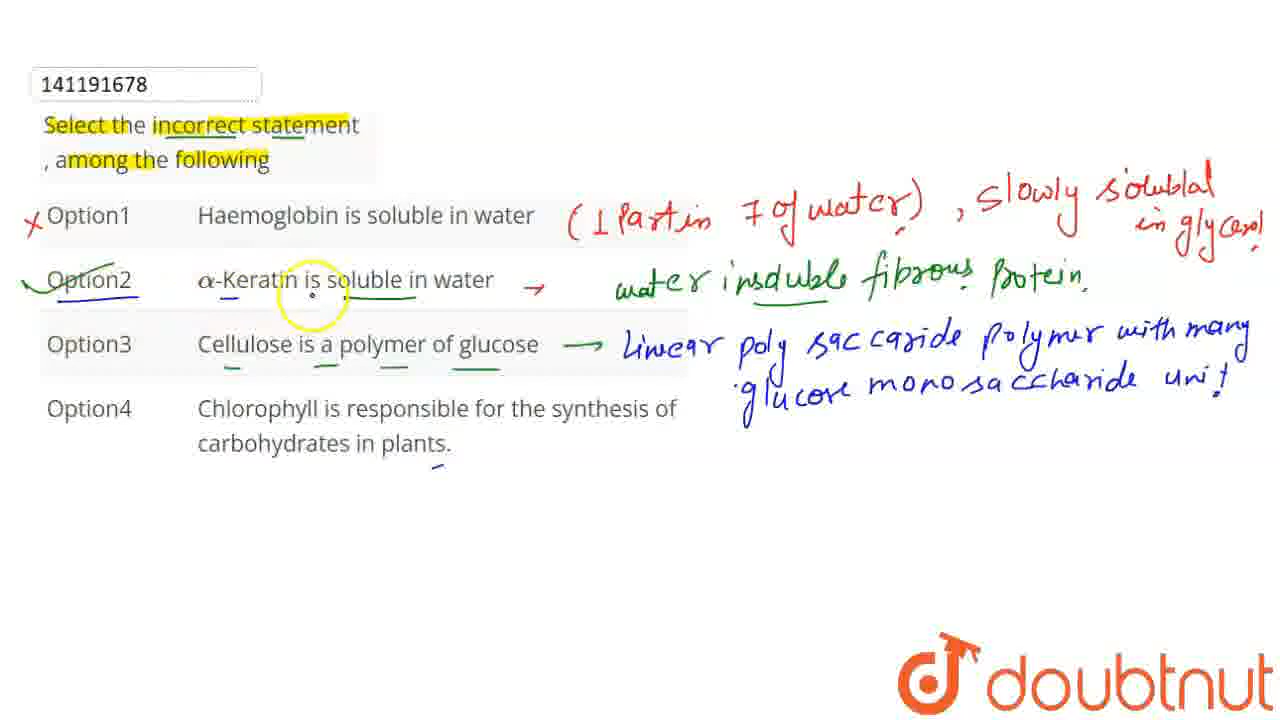 141191678
Select the incorrect statement
, among the following
x Option1 Haemoglobin is soluble in water (1 Part in 7 of water) , Slowly Solublal
in glycerol
Option2 α-Keratin is soluble in water → water insoluble fibrous Protein.
Option3 Cellulose is a polymer of glucose → Linear poly saccaride polymer with many
glucose monosaccharide unit
Option4 Chlorophyll is responsible for the synthesis of
carbohydrates in plants.
doubtnut